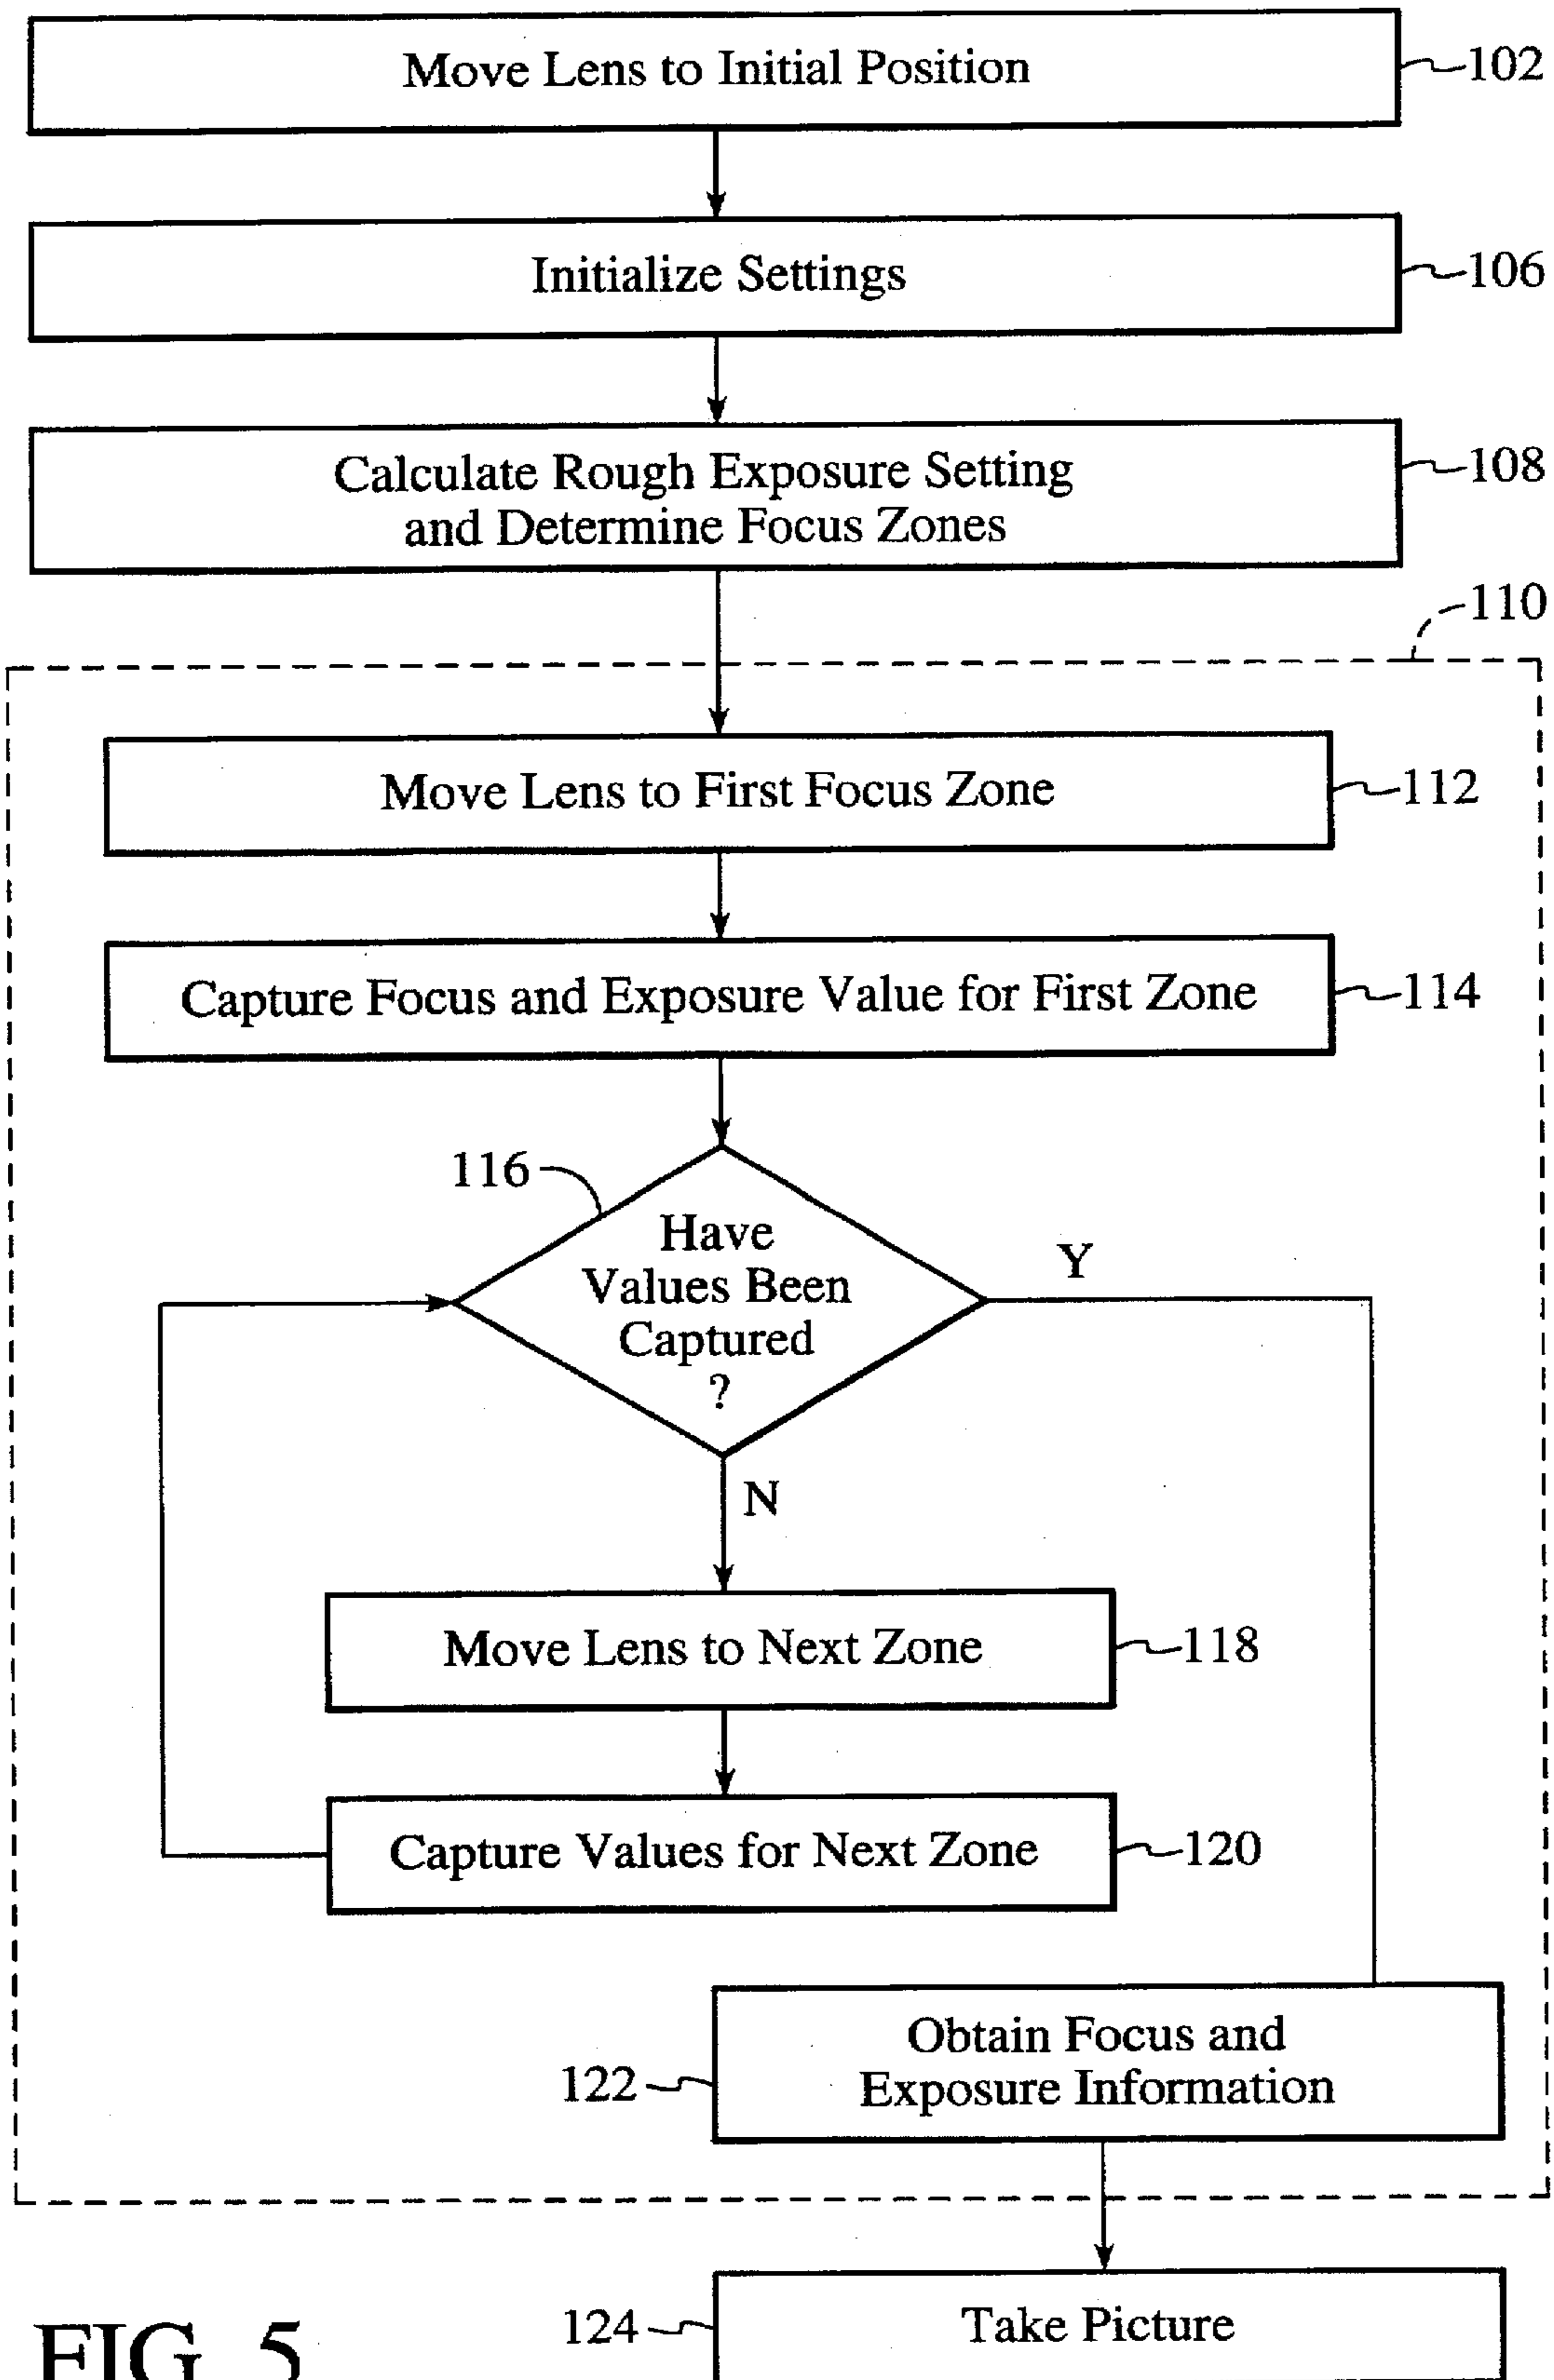 Move Lens to Initial Position
102
Initialize Settings
106
Calculate Rough Exposure Setting
and Determine Focus Zones
108
110
Move Lens to First Focus Zone
112
Capture Focus and Exposure Value for First Zone
114
116
Have
Values Been
Captured
?
Y
N
Move Lens to Next Zone
118
Capture Values for Next Zone
120
Obtain Focus and
Exposure Information
122
Take Picture
124
FIG. 5